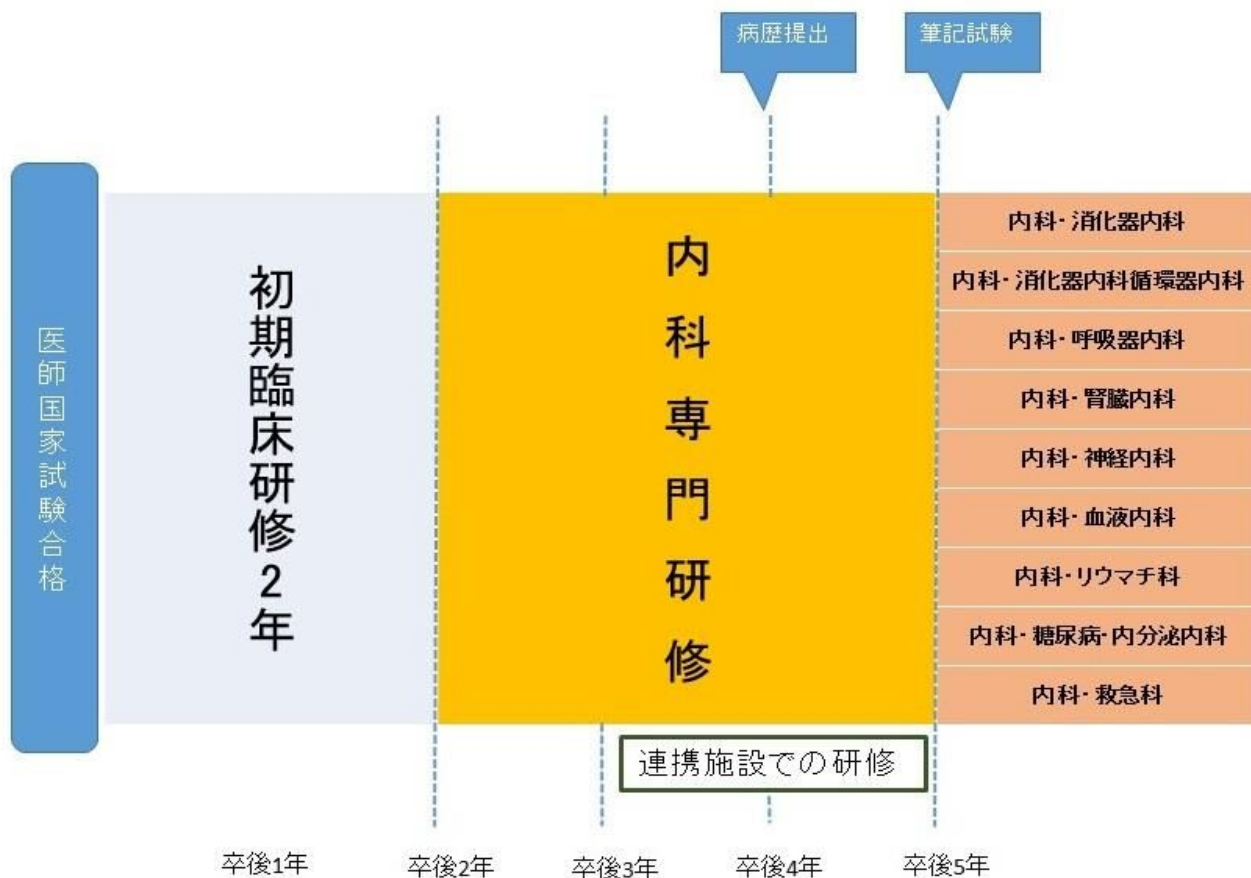 病歴提出
筆記試験
医師国家試験合格
初期臨床研修2年
内科専門研修
内科・消化器内科
内科・消化器内科循環器内科
内科・呼吸器内科
内科・腎臓内科
内科・神経内科
内科・血液内科
内科・リウマチ科
内科・糖尿病・内分泌内科
内科・救急科
連携施設での研修
卒後1年
卒後2年
卒後3年
卒後4年
卒後5年